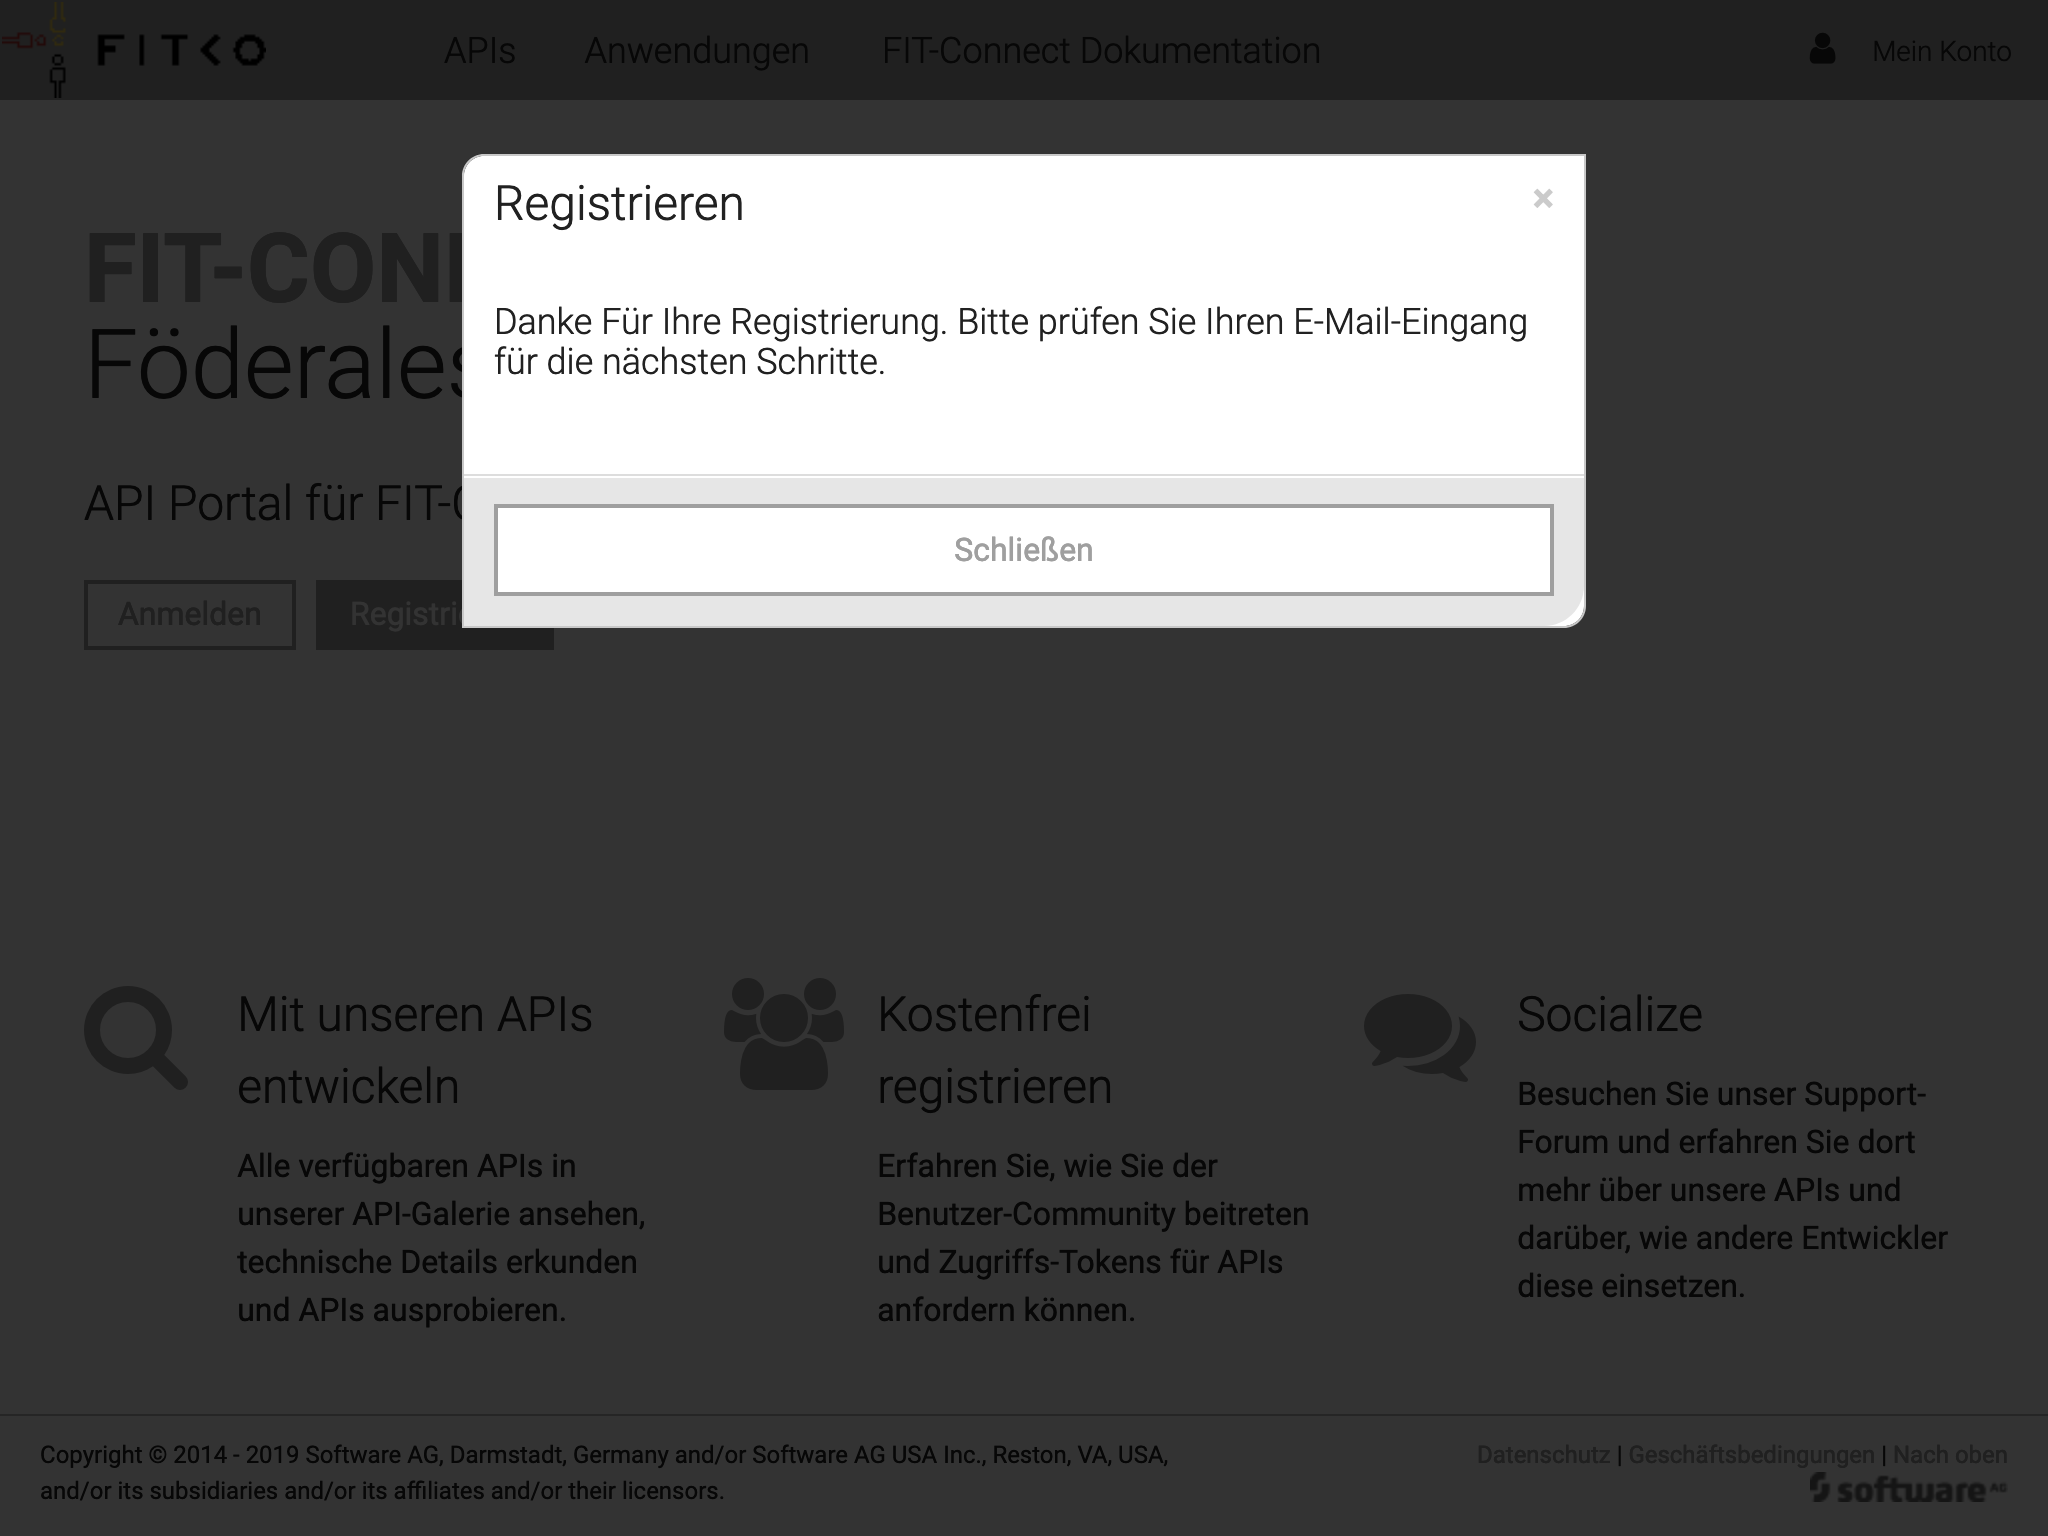 FITKO
APIs
Anwendungen
FIT-Connect Dokumentation
Mein Konto
Registrieren
×
Danke Für Ihre Registrierung. Bitte prüfen Sie Ihren E-Mail-Eingang
für die nächsten Schritte.
Schließen
Föderales
API Portal für
Anmelden
Mit unseren APIs
entwickeln
Alle verfügbaren APIs in
unserer API-Galerie ansehen,
technische Details erkunden
und APIs ausprobieren.
Kostenfrei
registrieren
Erfahren Sie, wie Sie der
Benutzer-Community beitreten
und Zugriffs-Tokens für APIs
anfordern können.
Socialize
Besuchen Sie unser Support-
Forum und erfahren Sie dort
mehr über unsere APIs und
darüber, wie andere Entwickler
diese einsetzen.
Copyright © 2014 - 2019 Software AG, Darmstadt, Germany and/or Software AG USA Inc., Reston, VA, USA,
and/or its subsidiaries and/or its affiliates and/or their licensors.
Datenschutz | Geschäftsbedingungen | Nach oben
software AG